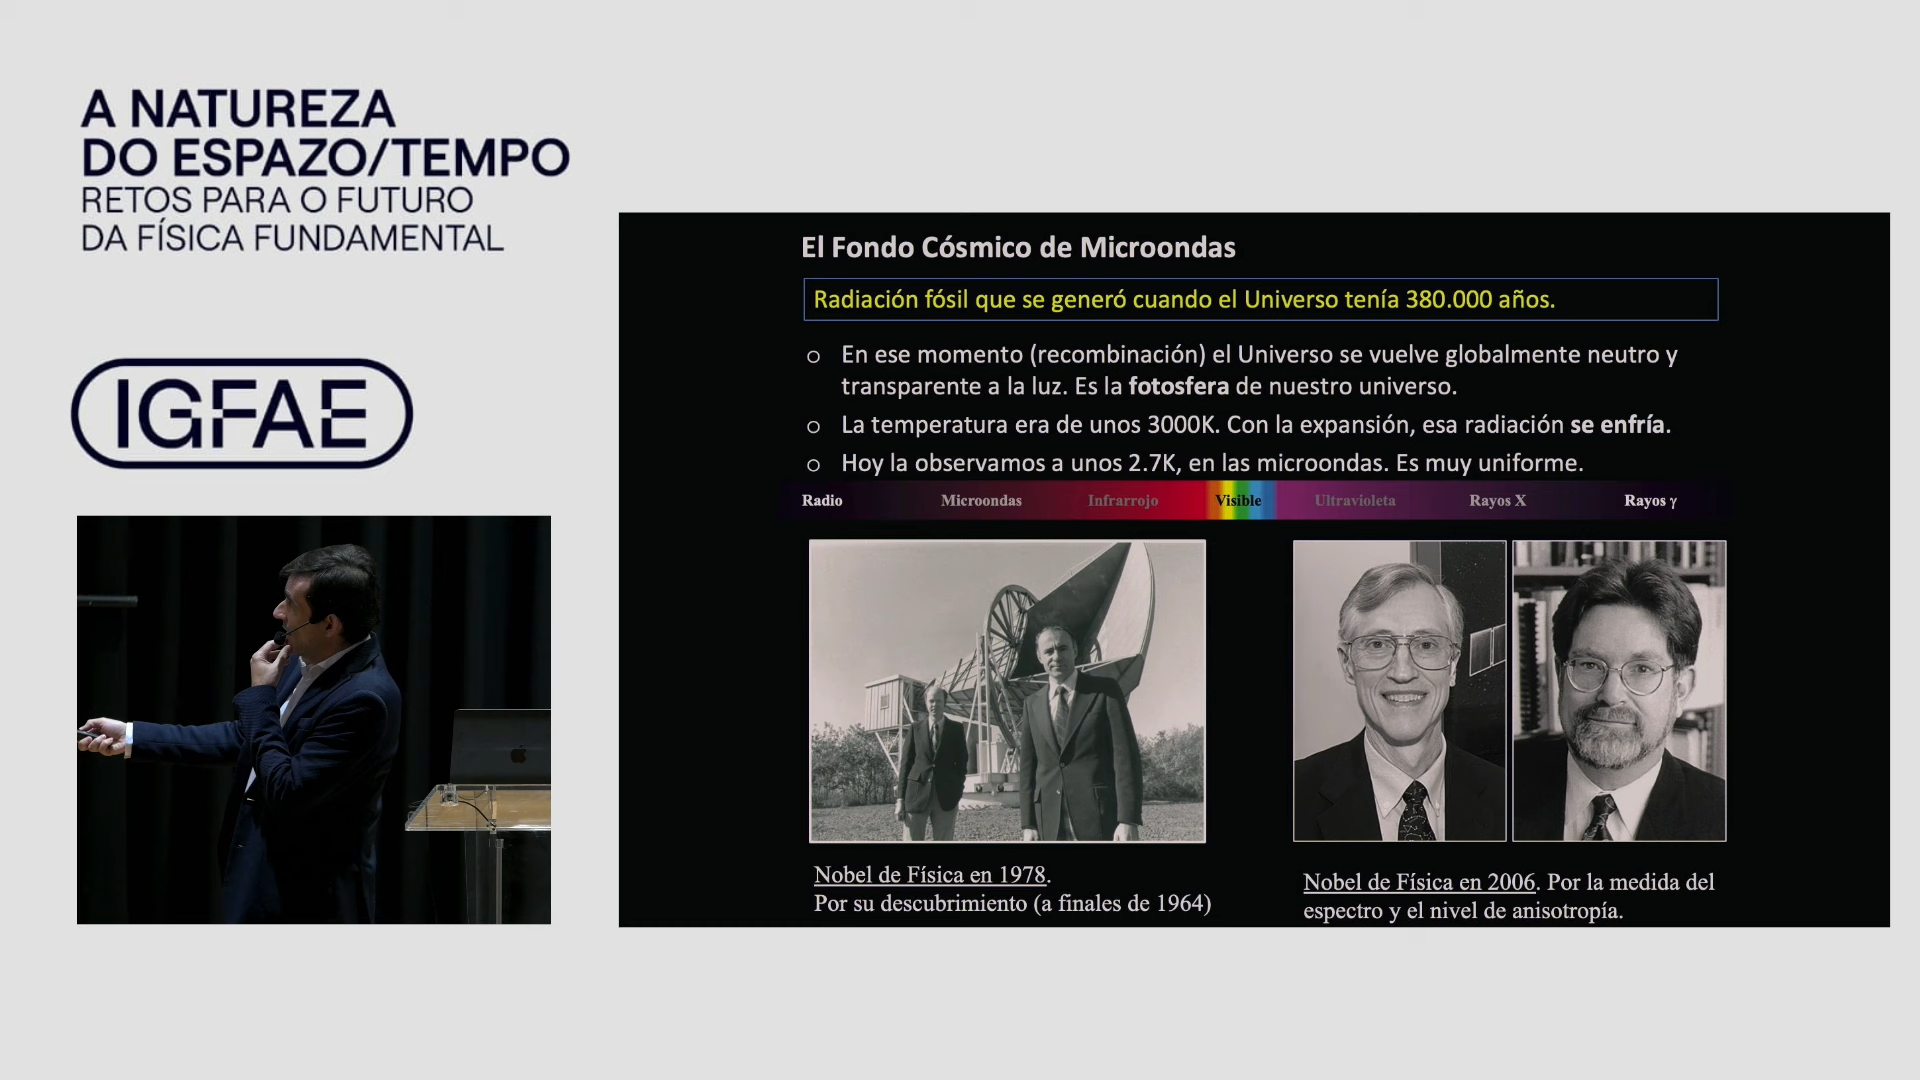 A NATUREZA
DO ESPAZO/TEMPO
RETOS PARA O FUTURO
DA FÍSICA FUNDAMENTAL
IGFAE
El Fondo Cósmico de Microondas
Radiación fósil que se generó cuando el Universo tenía 380.000 años.
o En ese momento (recombinación) el Universo se vuelve globalmente neutro y
transparente a la luz. Es la fotosfera de nuestro universo.
o La temperatura era de unos 3000K. Con la expansión, esa radiación se enfría.
o Hoy la observamos a unos 2.7K, en las microondas. Es muy uniforme.
Radio Microondas Infrarrojo Visible Ultravioleta Rayos X Rayos γ
Nobel de Física en 1978.
Por su descubrimiento (a finales de 1964)
Nobel de Física en 2006. Por la medida del
espectro y el nivel de anisotropía.